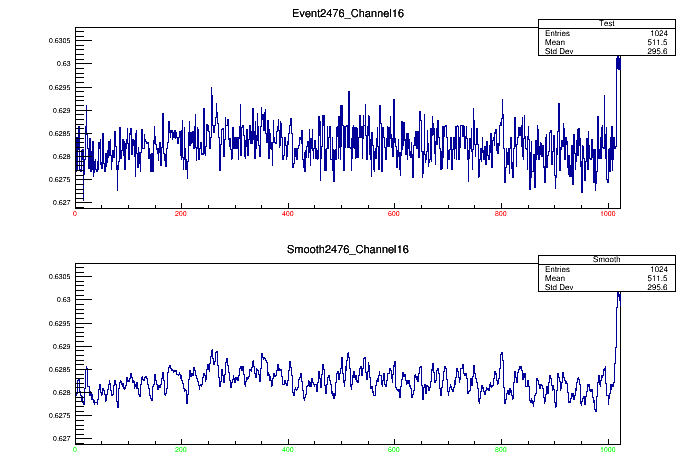 Event2476_Channel16
Test
Entries 1024
Mean 511.5
Std Dev 295.6
0.6305
0.63
0.6295
0.629
0.6285
0.628
0.6275
0.627
0 200 400 600 800 1000
Smooth2476_Channel16
Smooth
Entries 1024
Mean 511.5
Std Dev 295.6
0.6305
0.63
0.6295
0.629
0.6285
0.628
0.6275
0.627
0 200 400 600 800 1000